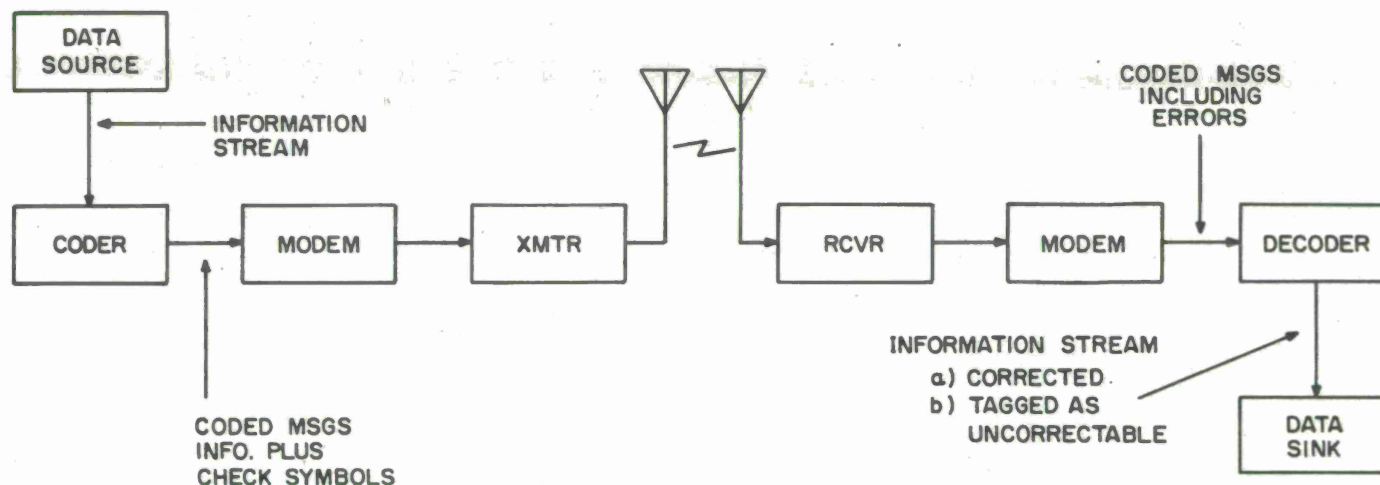 DATA
SOURCE
INFORMATION
STREAM
CODER
MODEM
XMTR
RCVR
MODEM
DECODER
CODED MSGS
INCLUDING
ERRORS
CODED MSGS
INFO. PLUS
CHECK SYMBOLS
INFORMATION STREAM
a) CORRECTED
b) TAGGED AS
UNCORRECTABLE
DATA
SINK